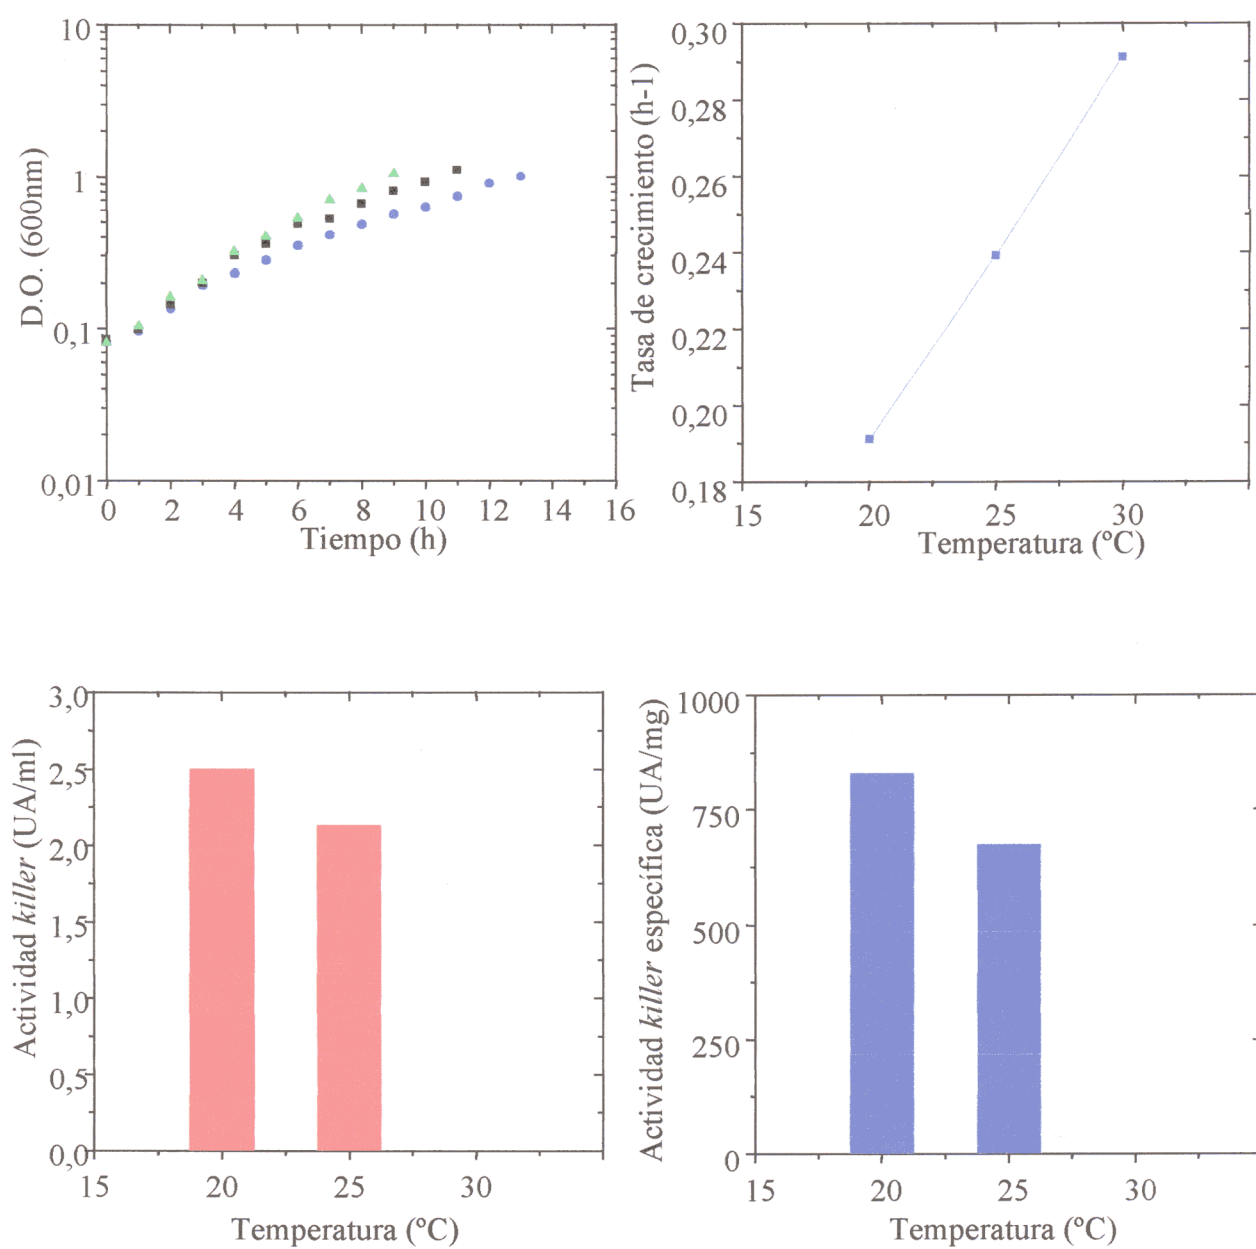 10
1
0,1
0,01
D.O. (600nm)
0 2 4 6 8 10 12 14 16
Tiempo (h)
0,30
0,28
0,26
0,24
0,22
0,20
0,18
Tasa de crecimiento (h-1)
15 20 25 30
Temperatura (ºC)
3,0
2,5
2,0
1,5
1,0
0,5
0,0
Actividad killer (UA/ml)
15 20 25 30
Temperatura (ºC)
1000
750
500
250
0
Actividad killer específica (UA/mg)
15 20 25 30
Temperatura (ºC)